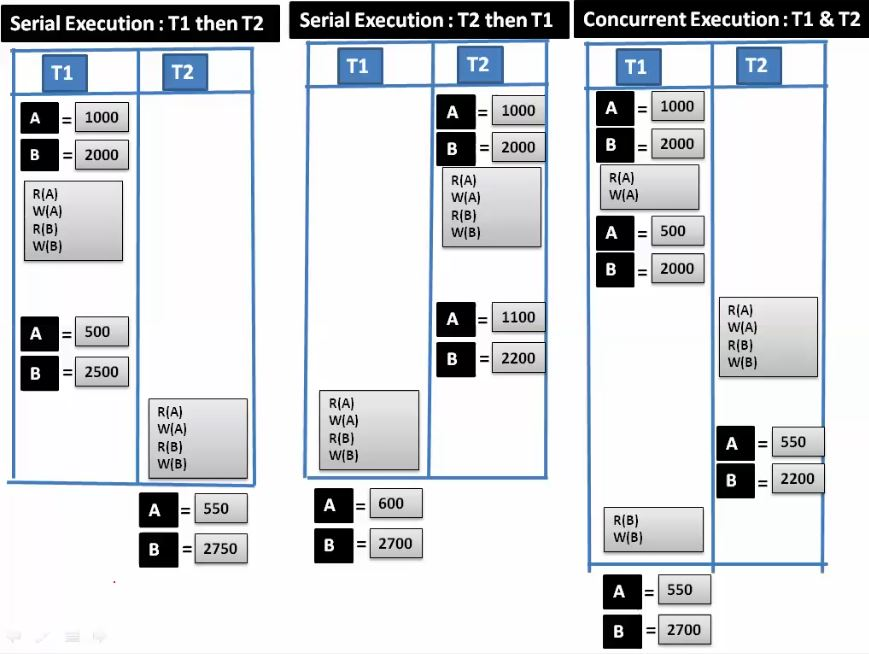 Serial Execution : T1 then T2
T1
T2
A = 1000
B = 2000
R(A)
W(A)
R(B)
W(B)
A = 500
B = 2500
R(A)
W(A)
R(B)
W(B)
A = 550
B = 2750
Serial Execution : T2 then T1
T1
T2
A = 1000
B = 2000
R(A)
W(A)
R(B)
W(B)
A = 1100
B = 2200
R(A)
W(A)
R(B)
W(B)
A = 600
B = 2700
Concurrent Execution : T1 & T2
T1
T2
A = 1000
B = 2000
R(A)
W(A)
A = 500
B = 2000
R(A)
W(A)
R(B)
W(B)
A = 550
B = 2200
R(B)
W(B)
A = 550
B = 2700